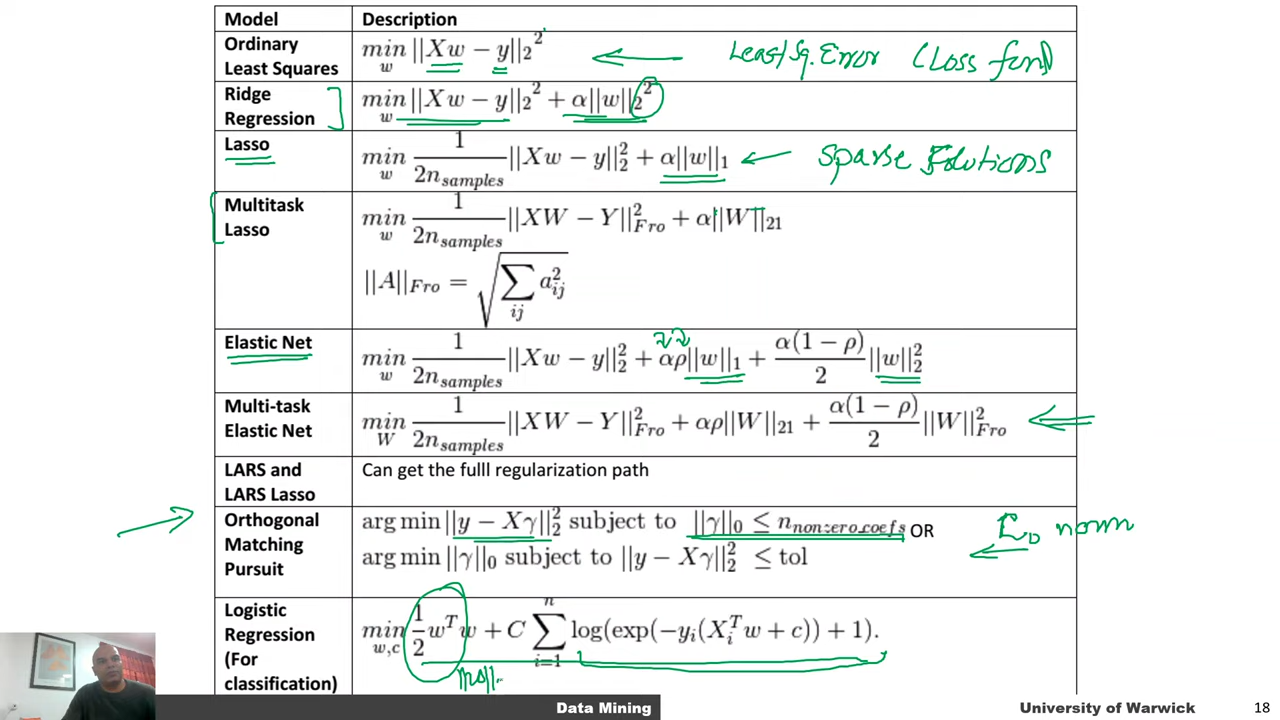 Model Description
Ordinary Least Squares
min_w ||Xw − y||₂² Least Sq. Error (Loss fcn)
Ridge Regression
min_w ||Xw − y||₂² + α||w||₂²
Lasso
min_w 1/(2n_samples) ||Xw − y||₂² + α||w||₁ Sparse Solutions
Multitask Lasso
min_w 1/(2n_samples) ||XW − Y||²_Fro + α||W||₂₁
||A||_Fro = √(∑_ij a²_ij)
Elastic Net
min_w 1/(2n_samples) ||Xw − y||₂² + αρ||w||₁ + α(1 − ρ)/2 ||w||₂²
Multi-task Elastic Net
min_W 1/(2n_samples) ||XW − Y||²_Fro + αρ||W||₂₁ + α(1 − ρ)/2 ||W||²_Fro
LARS and LARS Lasso
Can get the fulll regularization path
Orthogonal Matching Pursuit
arg min ||y − Xγ||₂² subject to ||γ||₀ ≤ n_nonzero_coefs OR
L₀ norm
arg min ||γ||₀ subject to ||y − Xγ||₂² ≤ tol
Logistic Regression (For classification)
min_w,c ½ wᵀw + C ∑_{i=1}^n log(exp(−y_i(X_iᵀw + c)) + 1).
Data Mining University of Warwick 18